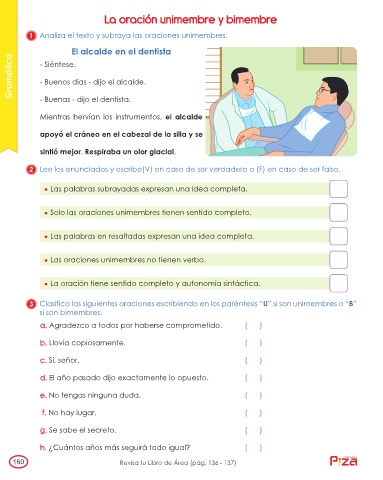 La oración unimembre y bimembre
1 Analiza el texto y subraya las oraciones unimembres.
Gramática
El alcalde en el dentista
- Siéntese.
- Buenos días - dijo el alcalde.
- Buenas - dijo el dentista.
Mientras hervían los instrumentos, el alcalde
apoyó el cráneo en el cabezal de la silla y se
sintió mejor. Respiraba un olor glacial.
2 Lee los enunciados y escribe(V) en caso de ser verdadero o (F) en caso de ser falso.
• Las palabras subrayadas expresan una idea completa.
• Solo las oraciones unimembres tienen sentido completo.
• Las palabras en resaltadas expresan una idea completa.
• Las oraciones unimembres no tienen verbo.
• La oración tiene sentido completo y autonomía sintáctica.
3 Clasifica las siguientes oraciones escribiendo en los paréntesis "U" si son unimembres o "B"
si son bimembres.
a. Agradezco a todos por haberse comprometido. ( )
b. Llovía copiosamente. ( )
c. Sí, señor. ( )
d. El año pasado dijo exactamente lo opuesto. ( )
e. No tengas ninguna duda. ( )
f. No hay lugar. ( )
g. Se sabe el secreto. ( )
h. ¿Cuántos años más seguirá todo igual? ( )
160
Revisa tu Libro de Área (pág. 136 - 137)